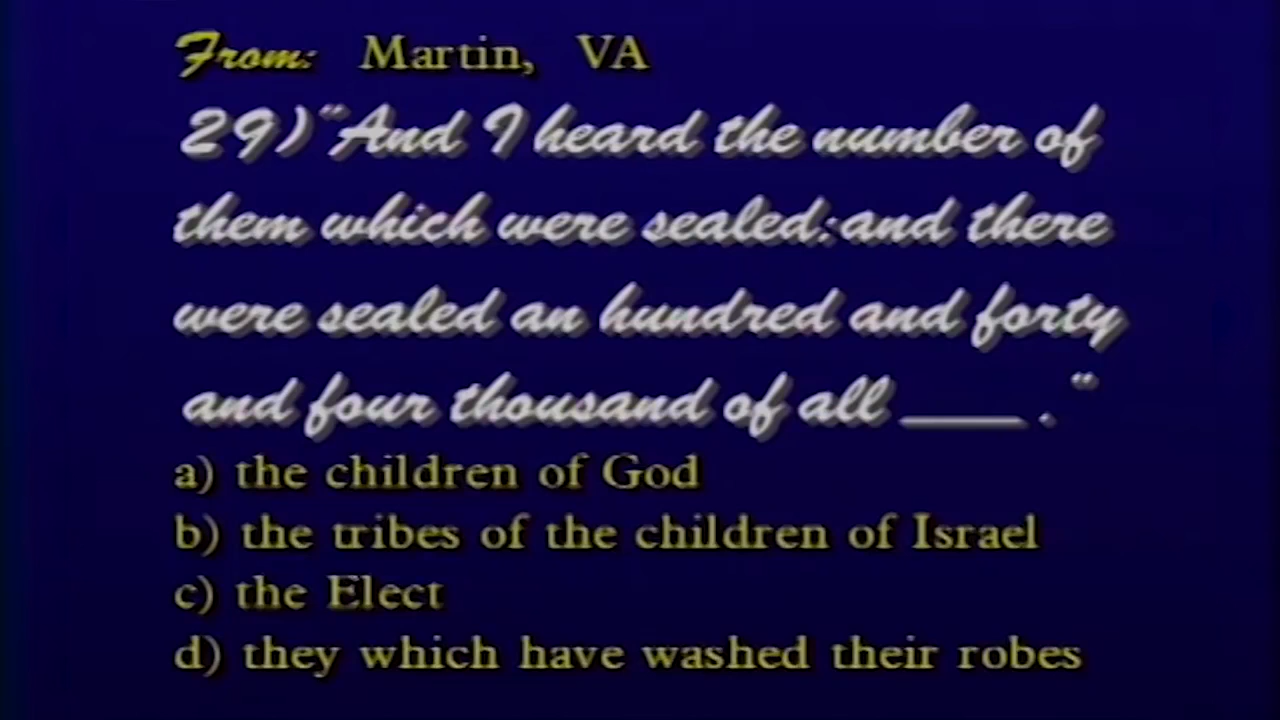 From: Martin, VA
29) “And I heard the number of
them which were sealed: and there
were sealed an hundred and forty
and four thousand of all ____ .“
a) the children of God
b) the tribes of the children of Israel
c) the Elect
d) they which have washed their robes